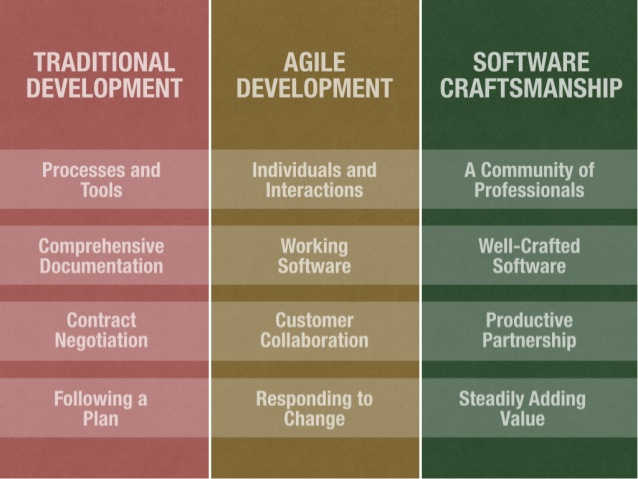 TRADITIONAL
DEVELOPMENT
AGILE
DEVELOPMENT
SOFTWARE
CRAFTSMANSHIP
Processes and
Tools
Individuals and
Interactions
A Community of
Professionals
Comprehensive
Documentation
Working
Software
Well-Crafted
Software
Contract
Negotiation
Customer
Collaboration
Productive
Partnership
Following a
Plan
Responding to
Change
Steadily Adding
Value